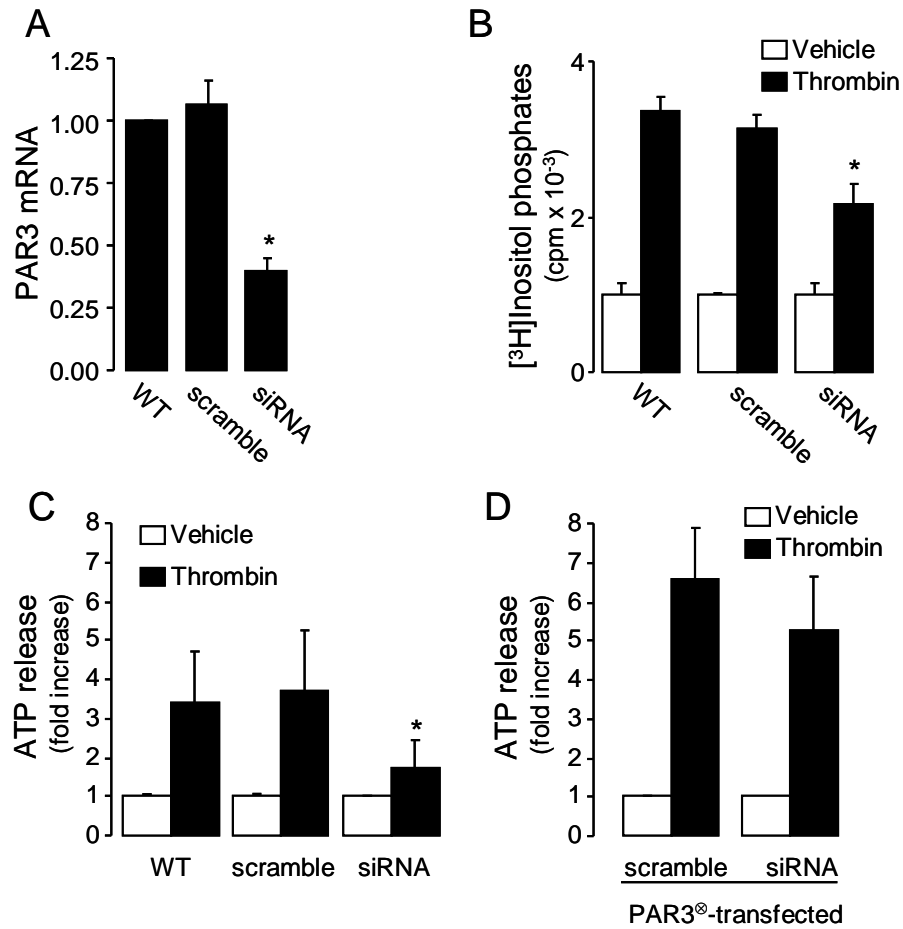 A
1.25
1.00
0.75
0.50
0.25
0.00
PAR3 mRNA
*
WT
scramble
siRNA
B
Vehicle
Thrombin
4
2
0
[³H]Inositol phosphates
(cpm x 10⁻³)
*
WT
scramble
siRNA
C
8
7
6
5
4
3
2
1
0
ATP release
(fold increase)
Vehicle
Thrombin
*
WT
scramble
siRNA
D
8
7
6
5
4
3
2
1
0
ATP release
(fold increase)
Vehicle
Thrombin
scramble
siRNA
PAR3⊗-transfected